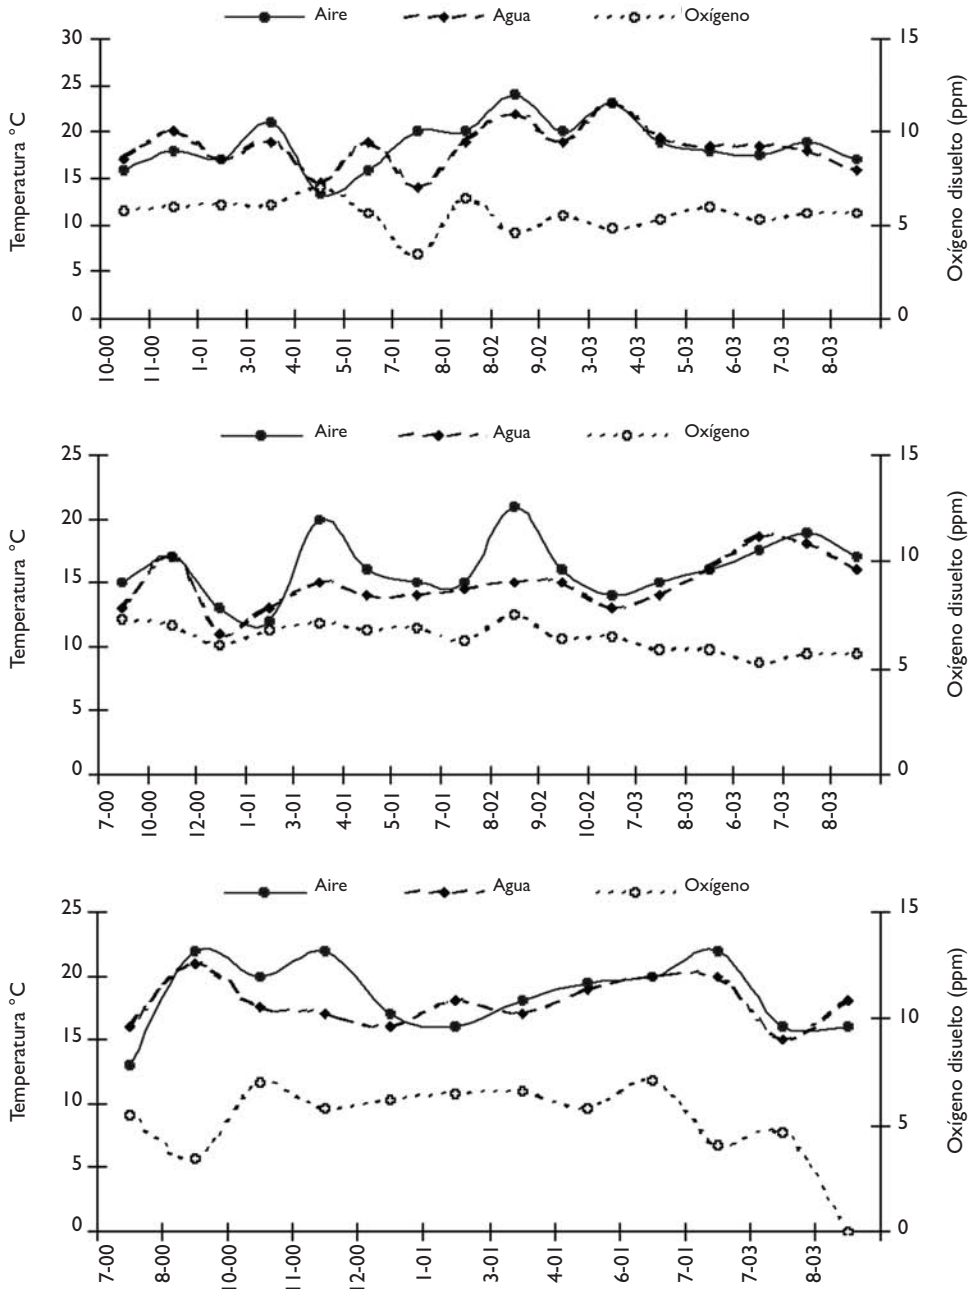 Aire Agua Oxígeno
Temperatura °C
30
25
20
15
10
5
0
15
10
5
0
Oxígeno disuelto (ppm)
10-00 11-00 1-01 3-01 4-01 5-01 7-01 8-01 8-02 9-02 3-03 4-03 5-03 6-03 7-03 8-03
Aire Agua Oxígeno
Temperatura °C
25
20
15
10
5
0
15
10
5
0
Oxígeno disuelto (ppm)
7-00 10-00 12-00 1-01 3-01 4-01 5-01 7-01 8-02 9-02 10-02 7-03 8-03 6-03 7-03 8-03
Aire Agua Oxígeno
Temperatura °C
25
20
15
10
5
0
15
10
5
0
Oxígeno disuelto (ppm)
7-00 8-00 10-00 11-00 12-00 1-01 3-01 4-01 6-01 7-01 7-03 8-03